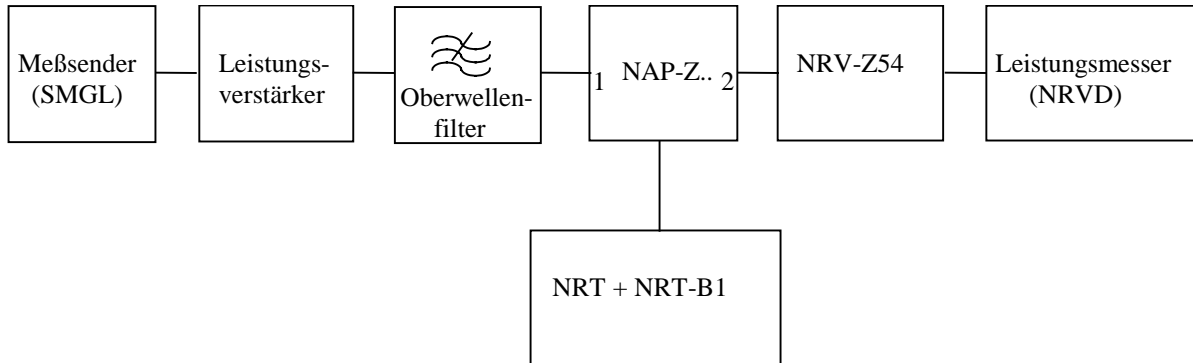 Meßsender
(SMGL)
Leistungs-
verstärker
Oberwellen-
filter
1 NAP-Z.. 2
NRV-Z54
Leistungsmesser
(NRVD)
NRT + NRT-B1